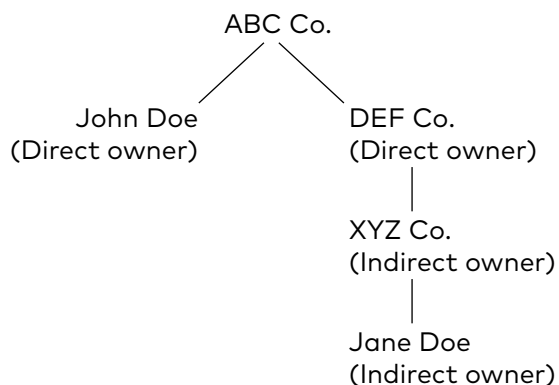 ABC Co.
John Doe
(Direct owner)
DEF Co.
(Direct owner)
XYZ Co.
(Indirect owner)
Jane Doe
(Indirect owner)